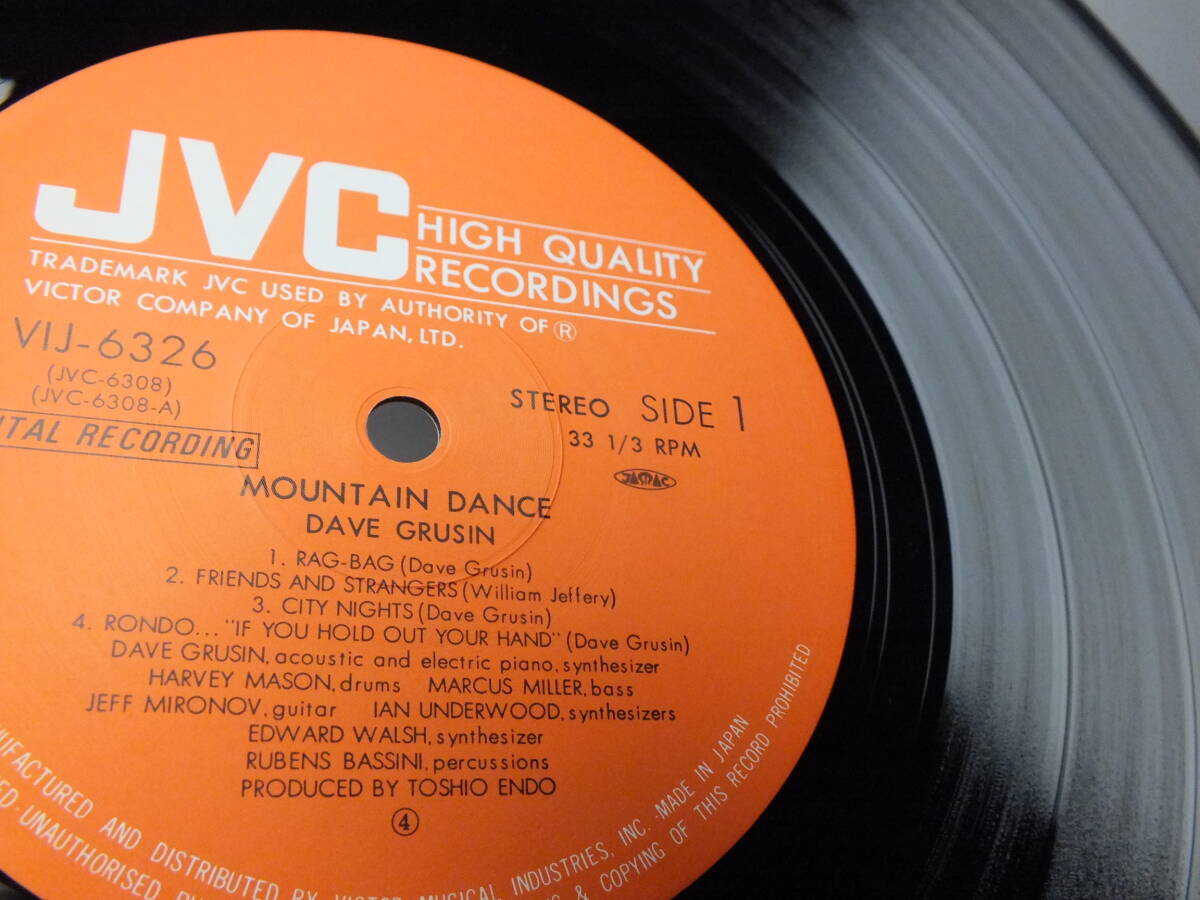 JVC
HIGH QUALITY
RECORDINGS
TRADEMARK JVC USED BY AUTHORITY OF ®
VICTOR COMPANY OF JAPAN, LTD.
VIJ-6326
(JVC-6308)
(JVC-6308-A)
ITAL RECORDING
STEREO SIDE 1
33 1/3 RPM
JASRAC
MOUNTAIN DANCE
DAVE GRUSIN
1. RAG-BAG (Dave Grusin)
2. FRIENDS AND STRANGERS (William Jeffery)
3. CITY NIGHTS (Dave Grusin)
4. RONDO... "IF YOU HOLD OUT YOUR HAND" (Dave Grusin)
DAVE GRUSIN, acoustic and electric piano, synthesizer
HARVEY MASON, drums MARCUS MILLER, bass
JEFF MIRONOV, guitar IAN UNDERWOOD, synthesizers
EDWARD WALSH, synthesizer
RUBENS BASSINI, percussions
PRODUCED BY TOSHIO ENDO
④
UFACTURED AND DISTRIBUTED BY VICTOR MUSICAL INDUSTRIES, INC. MADE IN JAPAN
ED. UNAUTHORISED & COPYING OF THIS RECORD PROHIBITED